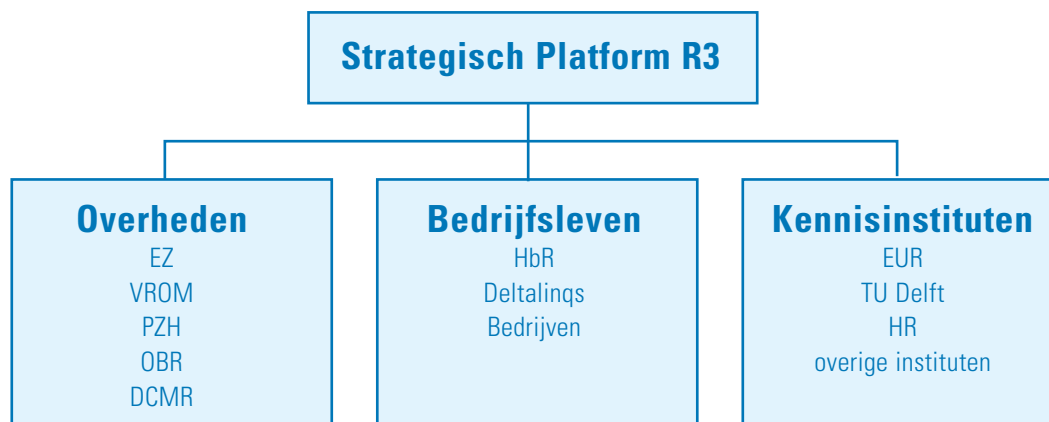 Strategisch Platform R3
Overheden
EZ
VROM
PZH
OBR
DCMR
Bedrijfsleven
HbR
Deltalinqs
Bedrijven
Kennisinstituten
EUR
TU Delft
HR
overige instituten